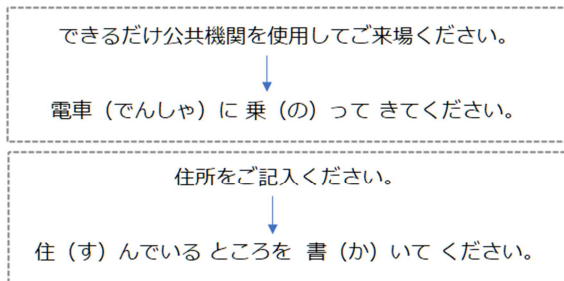 できるだけ公共機関を使用してご来場ください。
電車（でんしゃ）に 乗（の）って きてください。
住所をご記入ください。
住（す）んでいる ところを 書（か）いて ください。